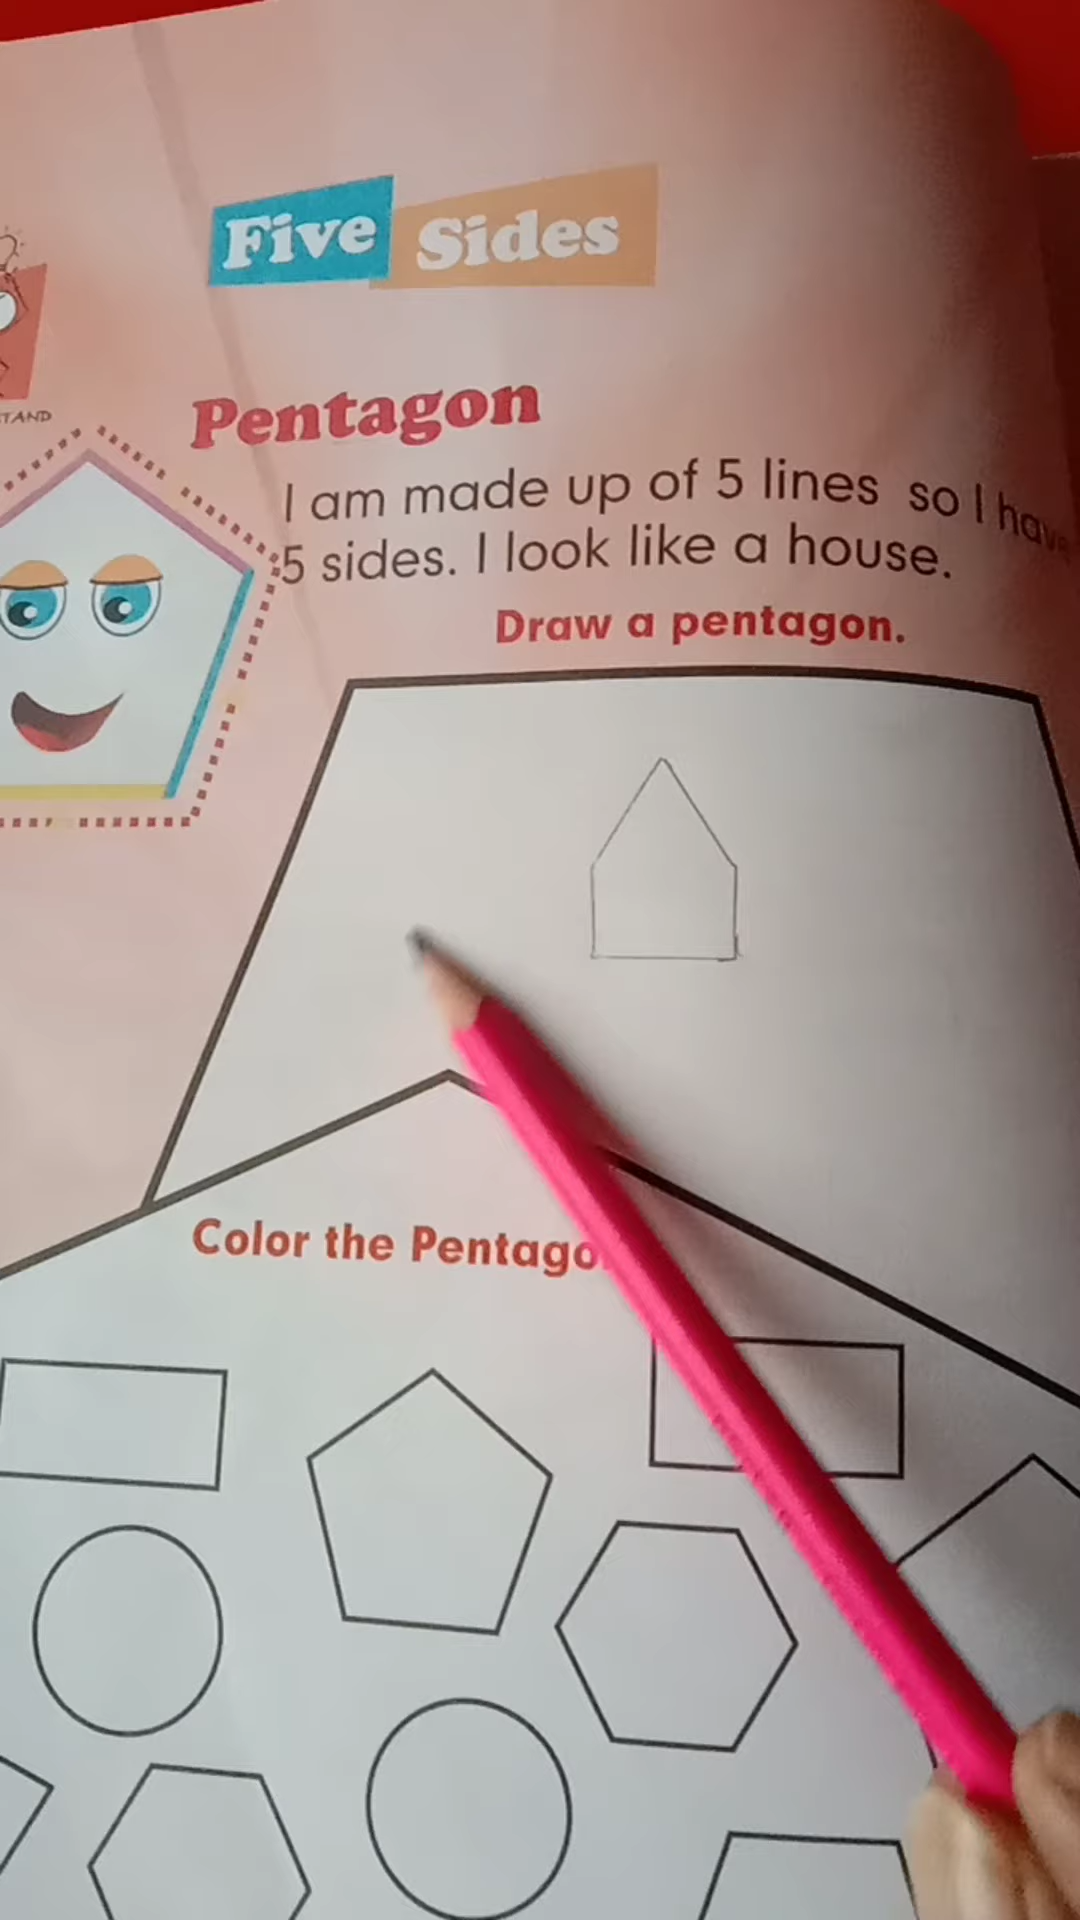 Five Sides
Pentagon
I am made up of 5 lines so I have
5 sides. I look like a house.
Draw a pentagon.
Color the